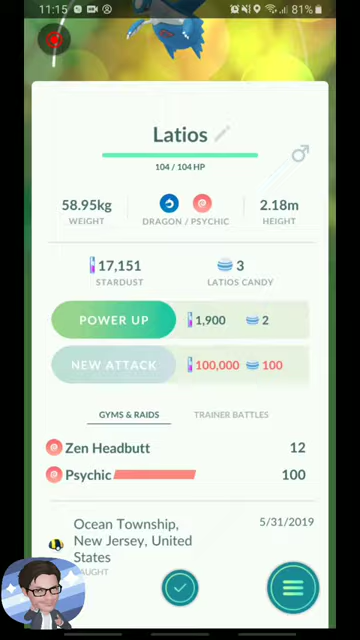 11:15
81%
Latios
104 / 104 HP
58.95kg
WEIGHT
DRAGON / PSYCHIC
2.18m
HEIGHT
17,151
STARDUST
3
LATIOS CANDY
POWER UP
1,900
2
NEW ATTACK
100,000
100
GYMS & RAIDS
TRAINER BATTLES
Zen Headbutt
12
Psychic
100
Ocean Township,
New Jersey, United
States
5/31/2019
AUGHT